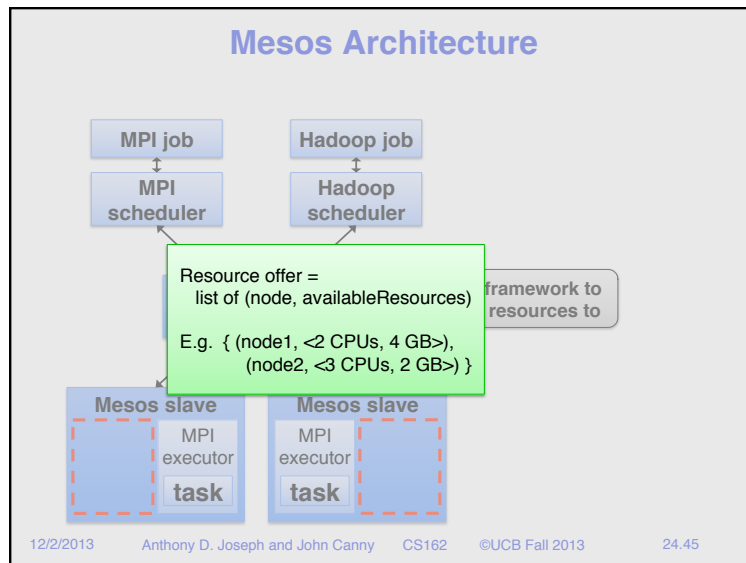 Mesos Architecture
MPI job
Hadoop job
MPI
scheduler
Hadoop
scheduler
Resource offer =
list of (node, availableResources)
E.g. { (node1, <2 CPUs, 4 GB>),
(node2, <3 CPUs, 2 GB>) }
framework to
resources to
Mesos slave
Mesos slave
MPI
executor
task
MPI
executor
task
12/2/2013 Anthony D. Joseph and John Canny CS162 ©UCB Fall 2013 24.45